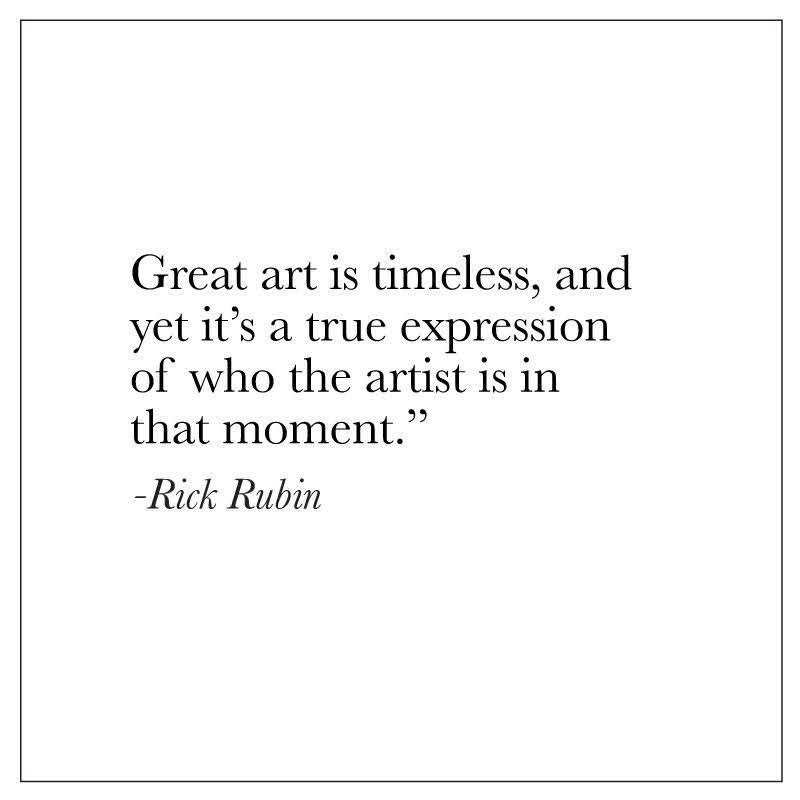 Great art is timeless, and
yet it’s a true expression
of who the artist is in
that moment.”
-Rick Rubin